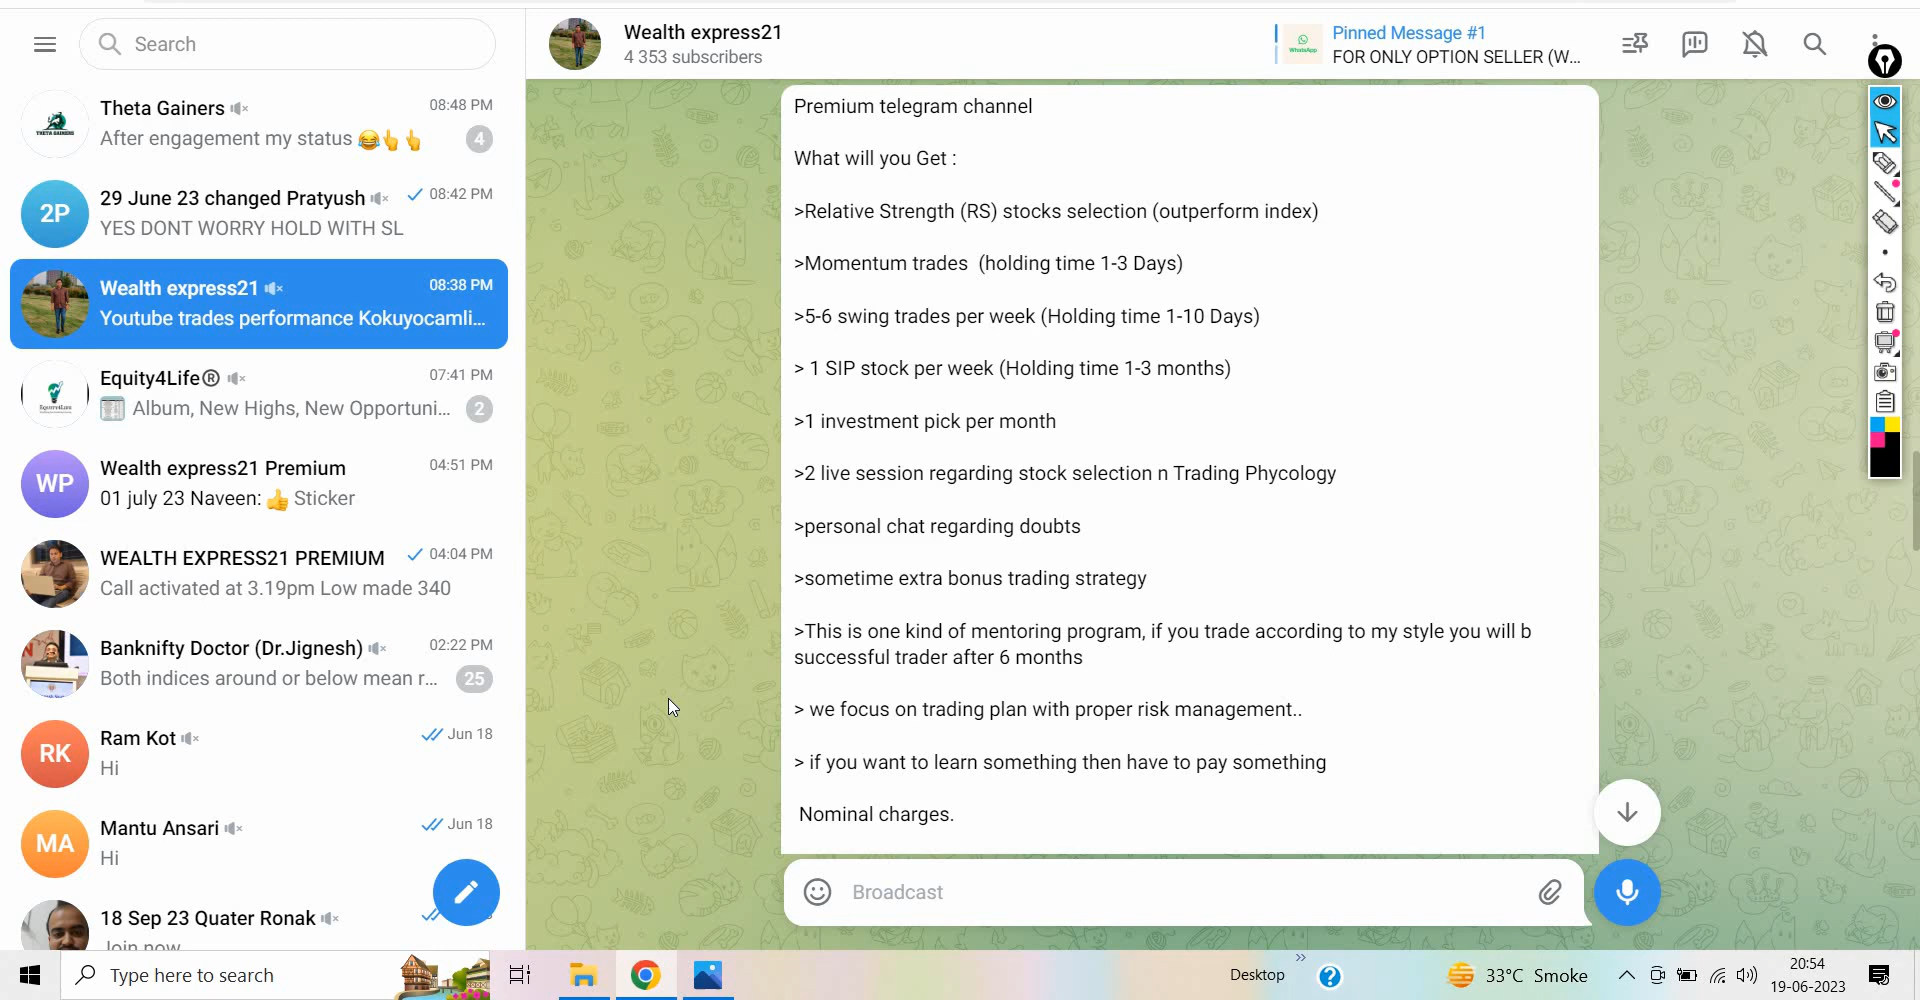 Search
Theta Gainers
08:48 PM
After engagement my status 😂👆👆
4
2P
29 June 23 changed Pratyush
08:42 PM
YES DONT WORRY HOLD WITH SL
Wealth express21
08:38 PM
Youtube trades performance Kokuyocamli...
Equity4Life®
07:41 PM
Album, New Highs, New Opportuni...
2
WP
Wealth express21 Premium
04:51 PM
01 july 23 Naveen: 👍 Sticker
WEALTH EXPRESS21 PREMIUM
04:04 PM
Call activated at 3.19pm Low made 340
Banknifty Doctor (Dr.Jignesh)
02:22 PM
Both indices around or below mean r...
25
RK
Ram Kot
Jun 18
Hi
MA
Mantu Ansari
Jun 18
Hi
18 Sep 23 Quater Ronak
Join now
Wealth express21
4 353 subscribers
WhatsApp
Pinned Message #1
FOR ONLY OPTION SELLER (W...
Premium telegram channel
What will you Get :
>Relative Strength (RS) stocks selection (outperform index)
>Momentum trades  (holding time 1-3 Days)
>5-6 swing trades per week (Holding time 1-10 Days)
> 1 SIP stock per week (Holding time 1-3 months)
>1 investment pick per month
>2 live session regarding stock selection n Trading Phycology
>personal chat regarding doubts
>sometime extra bonus trading strategy
>This is one kind of mentoring program, if you trade according to my style you will b
successful trader after 6 months
> we focus on trading plan with proper risk management..
> if you want to learn something then have to pay something
Nominal charges.
Broadcast
Type here to search
Desktop
33°C Smoke
20:54
19-06-2023